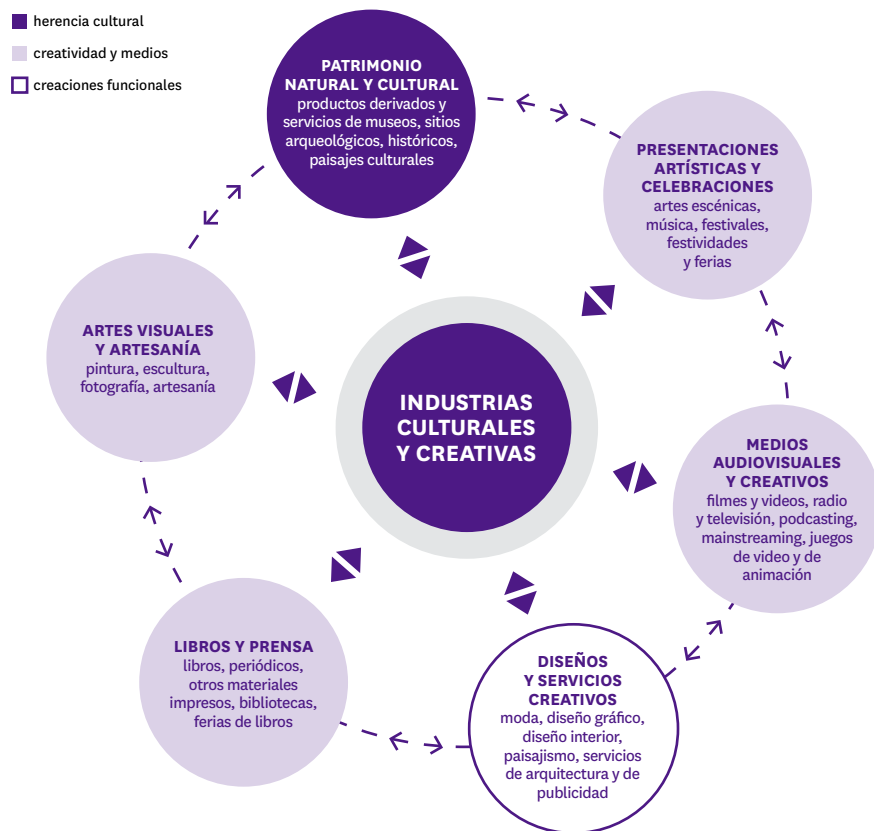 herencia cultural
creatividad y medios
creaciones funcionales
PATRIMONIO
NATURAL Y CULTURAL
productos derivados y
servicios de museos, sitios
arqueológicos, históricos,
paisajes culturales
PRESENTACIONES
ARTÍSTICAS Y
CELEBRACIONES
artes escénicas,
música, festivales,
festividades
y ferias
ARTES VISUALES
Y ARTESANÍA
pintura, escultura,
fotografía, artesanía
INDUSTRIAS
CULTURALES
Y CREATIVAS
MEDIOS
AUDIOVISUALES
Y CREATIVOS
filmes y videos, radio
y televisión, podcasting,
mainstreaming, juegos
de video y de
animación
LIBROS Y PRENSA
libros, periódicos,
otros materiales
impresos, bibliotecas,
ferias de libros
DISEÑOS
Y SERVICIOS
CREATIVOS
moda, diseño gráfico,
diseño interior,
paisajismo, servicios
de arquitectura y de
publicidad